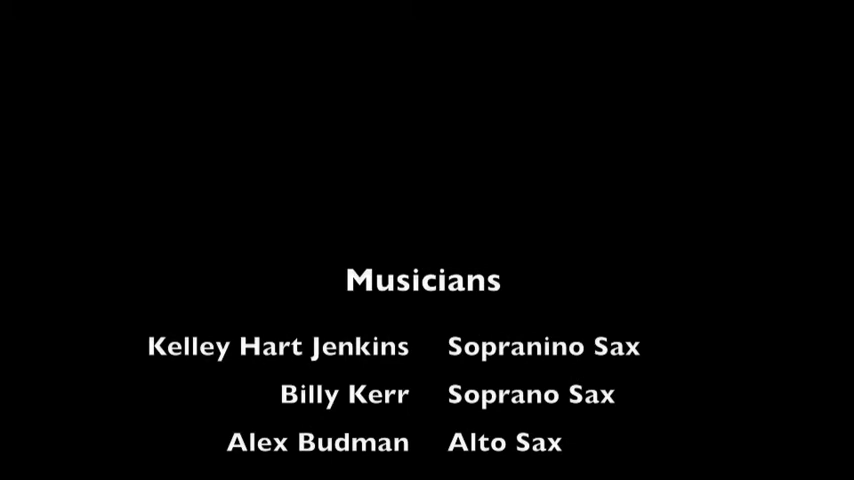 Musicians
Kelley Hart Jenkins Sopranino Sax
Billy Kerr Soprano Sax
Alex Budman Alto Sax